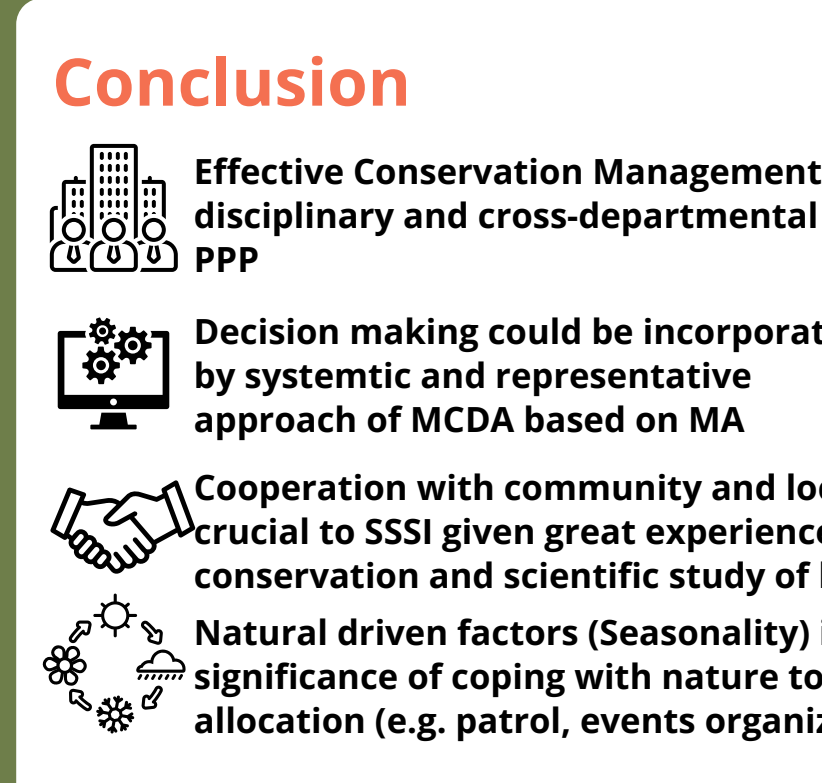 Conclusion
Effective Conservation Management
disciplinary and cross-departmental
PPP
Decision making could be incorporat
by systemtic and representative
approach of MCDA based on MA
Cooperation with community and lo
crucial to SSSI given great experienc
conservation and scientific study of
Natural driven factors (Seasonality)
significance of coping with nature to
allocation (e.g. patrol, events organiz